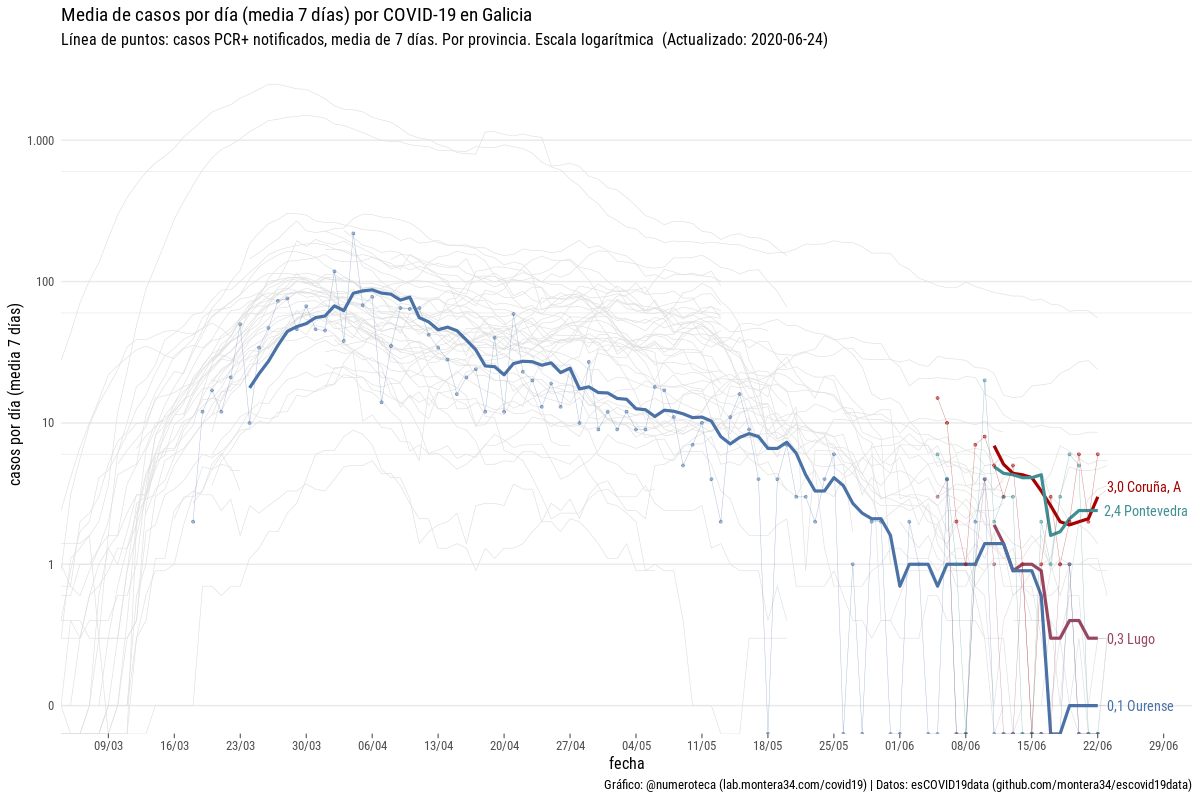 Media de casos por día (media 7 días) por COVID-19 en Galicia
Línea de puntos: casos PCR+ notificados, media de 7 días. Por provincia. Escala logarítmica  (Actualizado: 2020-06-24)
casos por día (media 7 días)
1.000
100
10
1
0
3,0 Coruña, A
2,4 Pontevedra
0,3 Lugo
0,1 Ourense
09/03 16/03 23/03 30/03 06/04 13/04 20/04 27/04 04/05 11/05 18/05 25/05 01/06 08/06 15/06 22/06 29/06
fecha
Gráfico: @numeroteca (lab.montera34.com/covid19) | Datos: esCOVID19data (github.com/montera34/escovid19data)